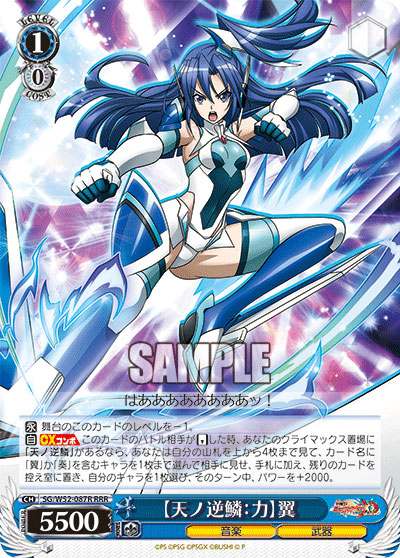 LEVEL
1
0
COST
SAMPLE
はあああああああッ！
永 舞台のこのカードのレベルを－1。
自 CXコンボ このカードのバトル相手が【 】した時、あなたのクライマックス置場に
「天ノ逆鱗」があるなら、あなたは自分の山札を上から4枚まで見て、カード名に
「翼」か「奏」を含むキャラを1枚まで選んで相手に見せ、手札に加え、残りのカードを
控室に置き、自分のキャラを1枚選び、そのターン中、パワーを＋2000。
CH SG/W52-087R RRR
5500
[天ノ逆鱗：力]翼
音楽 武器
©PS ©PSG ©PSGX ©BUSHI © P